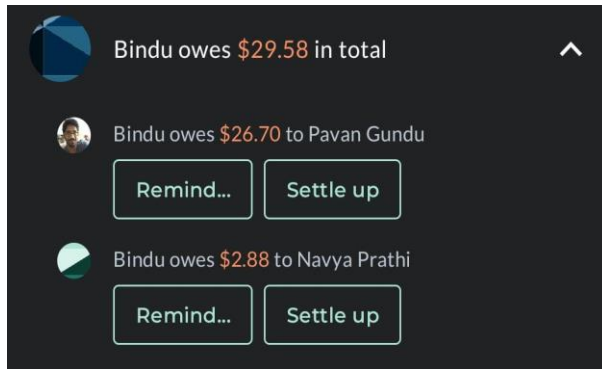 Bindu owes $29.58 in total
Bindu owes $26.70 to Pavan Gundu
Remind... Settle up
Bindu owes $2.88 to Navya Prathi
Remind... Settle up